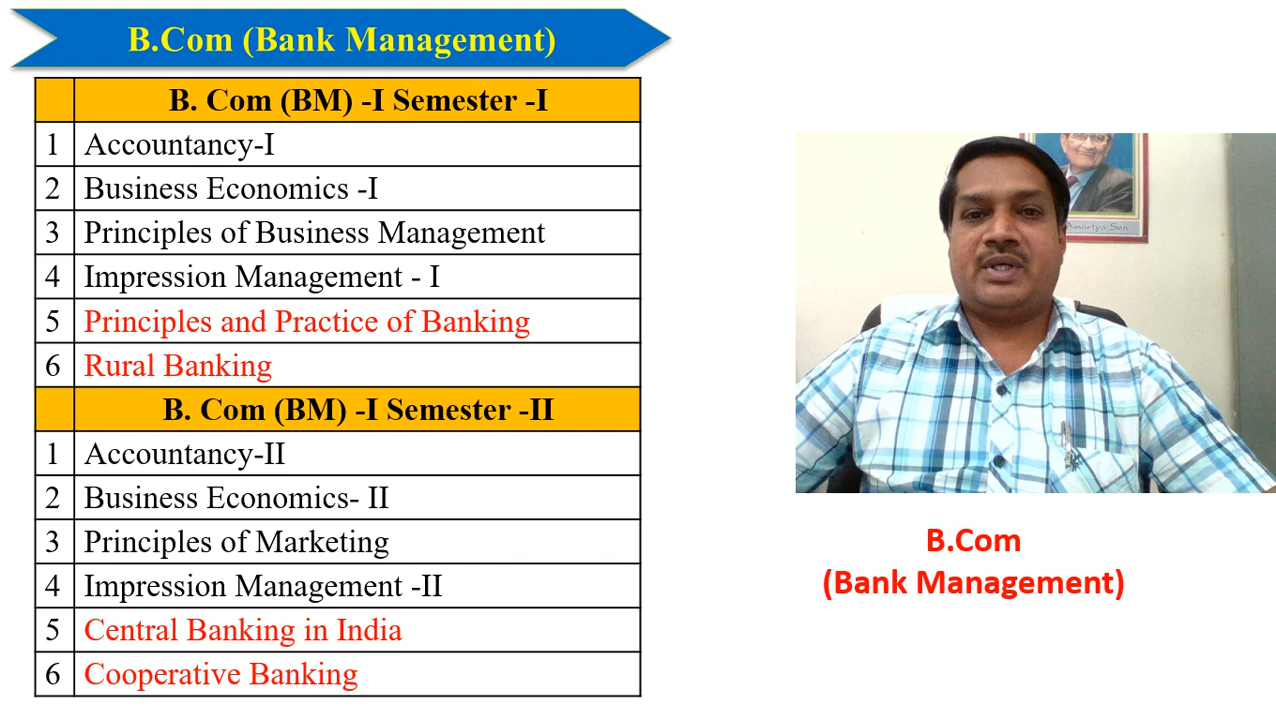 B.Com (Bank Management)
B. Com (BM) -I Semester -I
1 Accountancy-I
2 Business Economics -I
3 Principles of Business Management
4 Impression Management - I
5 Principles and Practice of Banking
6 Rural Banking
B. Com (BM) -I Semester -II
1 Accountancy-II
2 Business Economics- II
3 Principles of Marketing
4 Impression Management -II
5 Central Banking in India
6 Cooperative Banking
Amartya Sen
B.Com
(Bank Management)